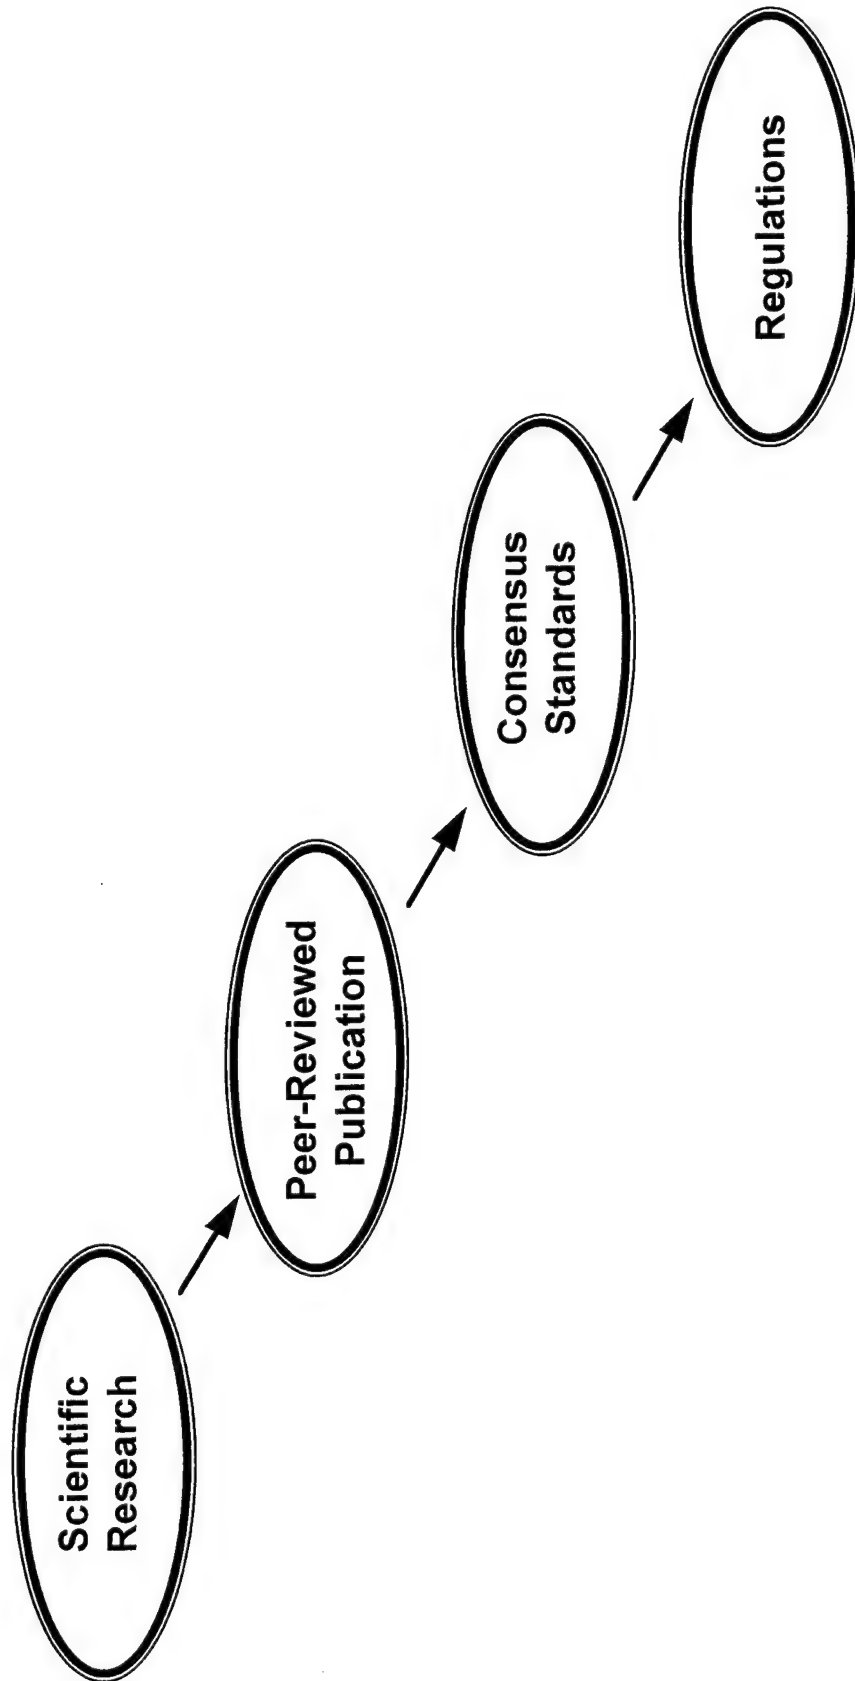 Scientific
Research
Peer-Reviewed
Publication
Consensus
Standards
Regulations